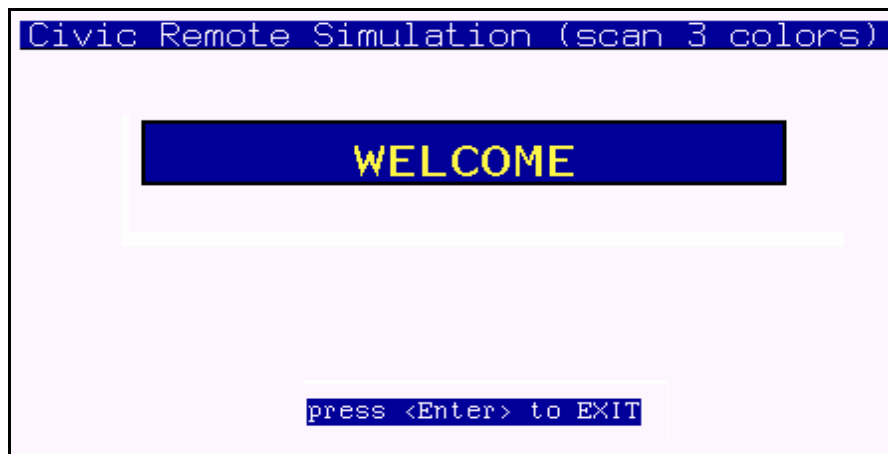 Civic Remote Simulation (scan 3 colors)
WELCOME
press <Enter> to EXIT